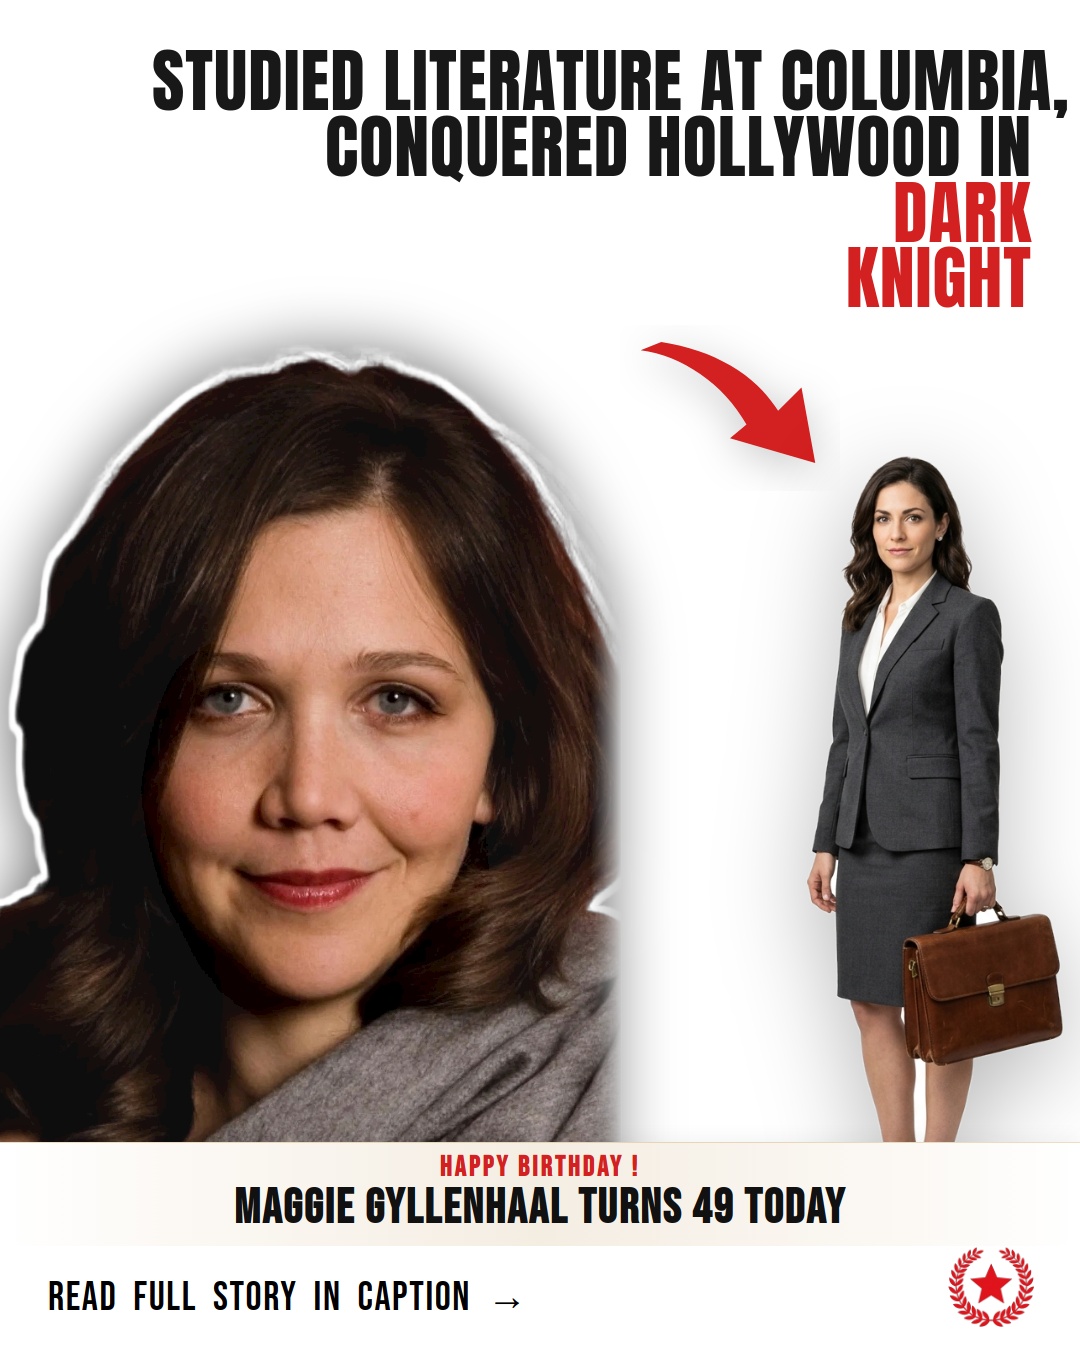 STUDIED LITERATURE AT COLUMBIA,
CONQUERED HOLLYWOOD IN
DARK
KNIGHT
HAPPY BIRTHDAY !
MAGGIE GYLLENHAAL TURNS 49 TODAY
READ FULL STORY IN CAPTION →